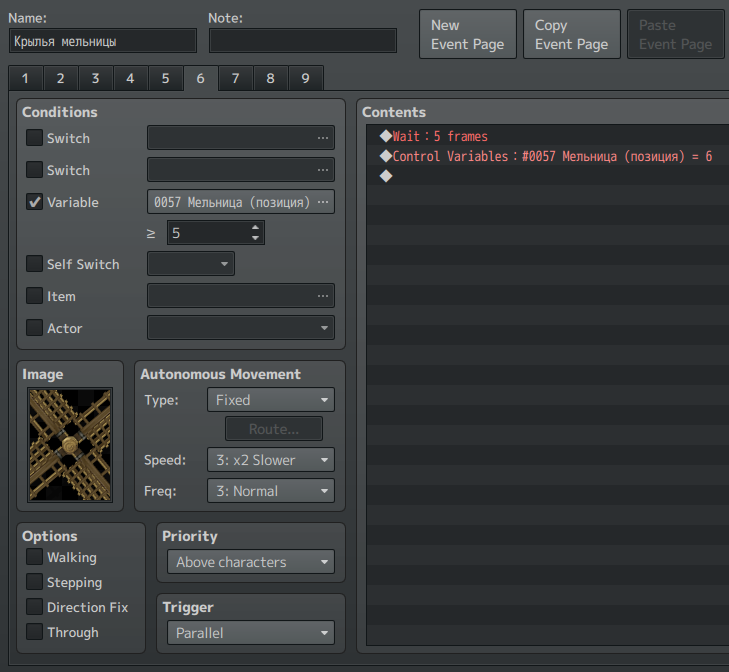 Name:
Note:
Крылья мельницы
New
Event Page
Copy
Event Page
Paste
Event Page
1 2 3 4 5 6 7 8 9
Conditions
Switch ...
Switch ...
Variable 0057 Мельница (позиция) ...
≥ 5
Self Switch
Item ...
Actor
Image
Autonomous Movement
Type: Fixed
Route...
Speed: 3: x2 Slower
Freq: 3: Normal
Options
Walking
Stepping
Direction Fix
Through
Priority
Above characters
Trigger
Parallel
Contents
◆Wait : 5 frames
◆Control Variables : #0057 Мельница (позиция) = 6
◆